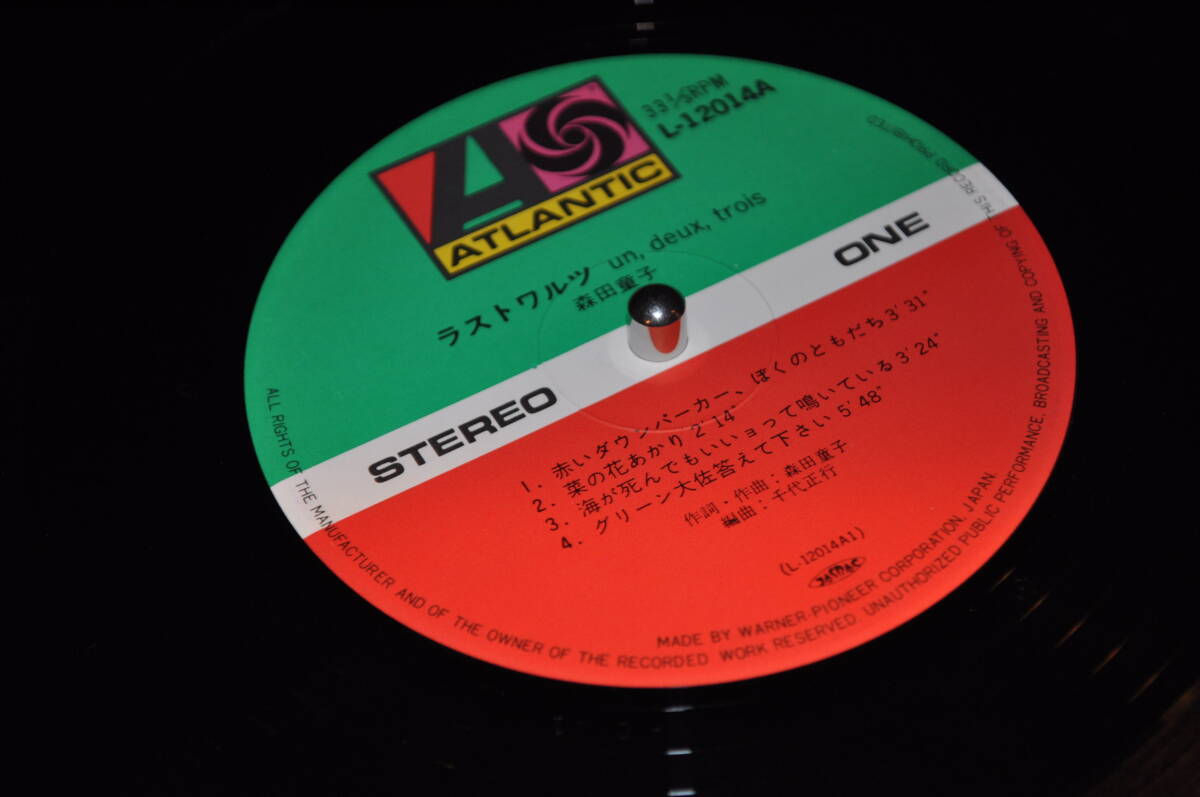 ATLANTIC
33 1/3RPM
L-12014A
ラストワルツ un, deux, trois
森田童子
STEREO ONE
1. 赤いダウンパーカー、ぼくのともだち 3′31″
2. 菜の花あかり 2′14″
3. 海が死んでもいいョって鳴いている 3′24″
4. グリーン大佐答えて下さい 5′48″
作詞・作曲：森田童子
編曲：千代正行
(L-12014A1)
JASRAC
MADE BY WARNER-PIONEER CORPORATION, JAPAN.
ALL RIGHTS OF THE MANUFACTURER AND OF THE OWNER OF THE RECORDED WORK RESERVED. UNAUTHORIZED PUBLIC PERFORMANCE, BROADCASTING AND COPYING OF THIS RECORD PROHIBITED